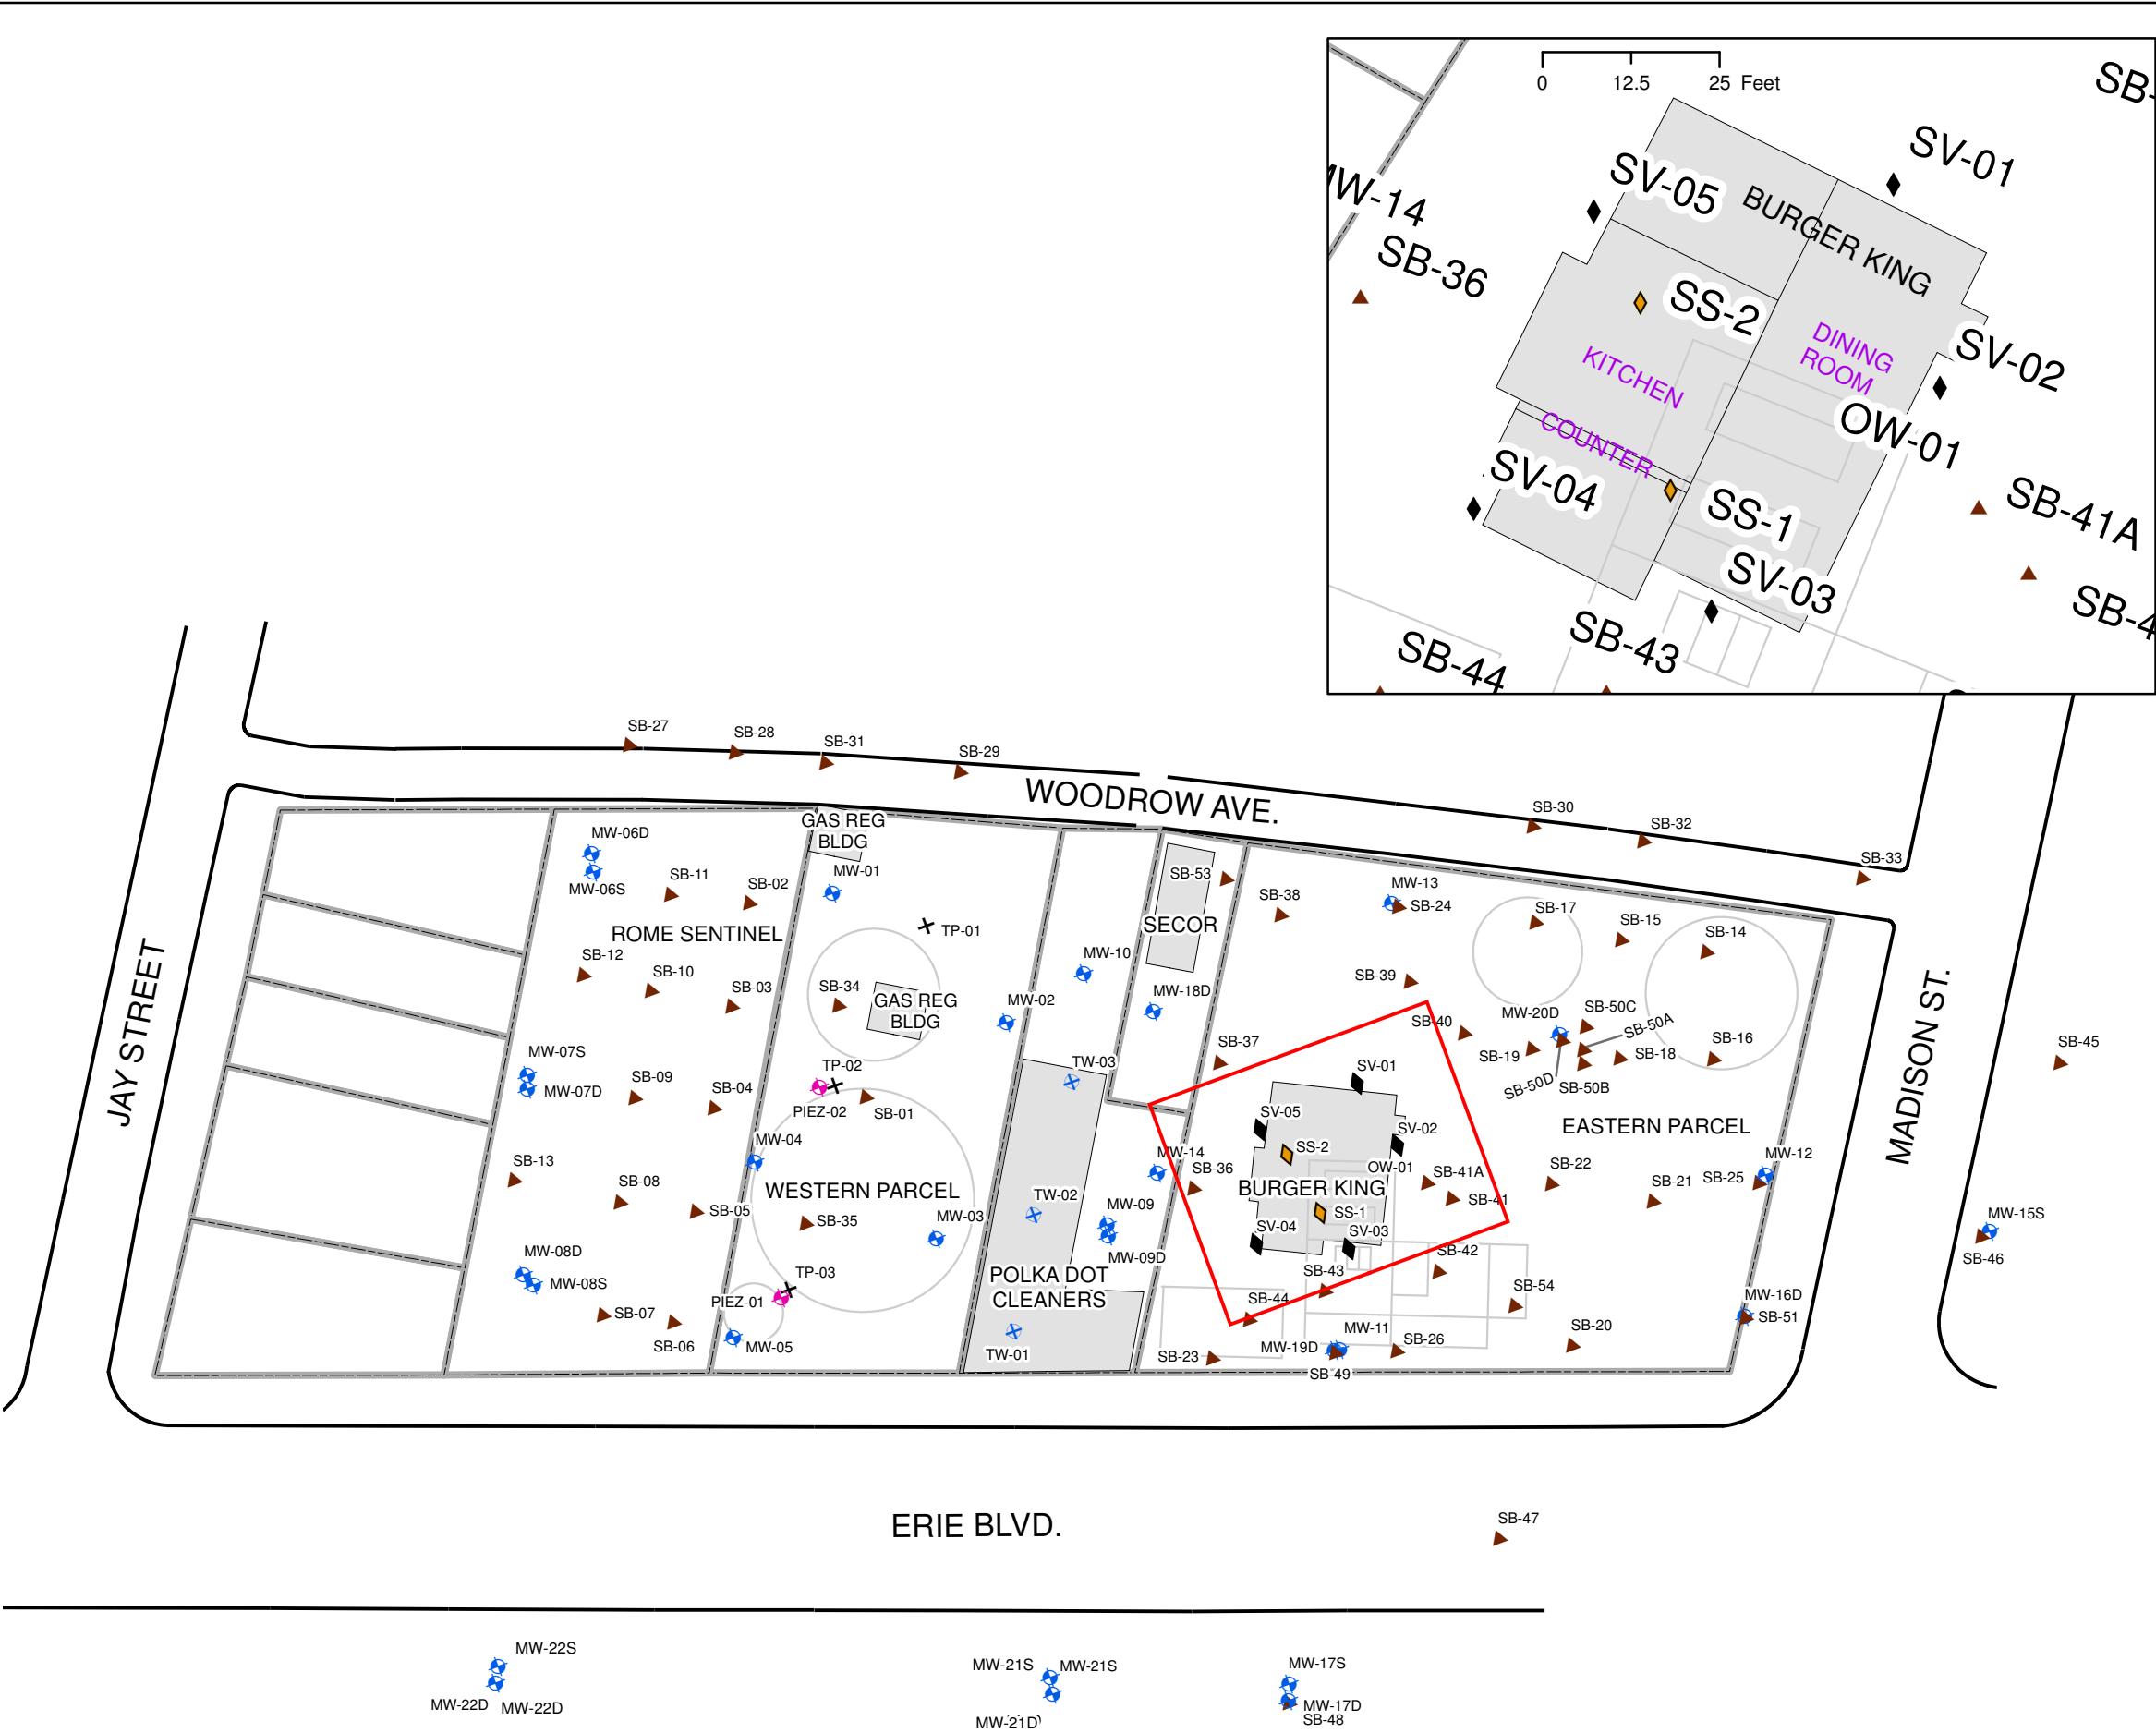 0 12.5 25 Feet
SB-
SV-01
SV-05
BURGER KING
MW-14
SB-36
SS-2
DINING
ROOM
SV-02
KITCHEN
OW-01
COUNTER
SV-04
SS-1
SB-41A
SV-03
SB-4
SB-43
SB-44
SB-27
SB-28
SB-31
SB-29
WOODROW AVE.
SB-30
SB-32
SB-33
GAS REG
BLDG
MW-06D
MW-06S
SB-11
SB-02
MW-01
SB-53
SB-38
MW-13
SB-24
SB-17
SB-15
SB-14
ROME SENTINEL
TP-01
SECOR
SB-12
SB-10
SB-03
SB-34
GAS REG
BLDG
MW-02
MW-10
MW-18D
SB-39
JAY STREET
MADISON ST.
MW-20D
SB-50C
SB-50A
SB-40
SB-19
SB-18
SB-16
SB-50D
SB-50B
SB-37
SB-45
MW-07S
MW-07D
SB-09
SB-04
TP-02
PIEZ-02
SB-01
TW-03
SV-01
SV-05
SV-02
SS-2
EASTERN PARCEL
MW-04
MW-14
SB-36
OW-01
SB-41A
SB-41
SB-22
SB-21
SB-25
MW-12
SB-13
SB-08
SB-05
WESTERN PARCEL
SB-35
MW-03
TW-02
MW-09
MW-09D
BURGER KING
SS-1
SV-04
SV-03
MW-15S
SB-46
MW-08D
MW-08S
SB-07
SB-06
TP-03
PIEZ-01
MW-05
POLKA DOT
CLEANERS
TW-01
SB-42
SB-43
SB-44
SB-54
MW-16D
SB-51
SB-23
MW-19D
MW-11
SB-49
SB-26
SB-20
ERIE BLVD.
SB-47
MW-22S
MW-22D
MW-22D
MW-21S
MW-21S
MW-21D
MW-17S
MW-17D
SB-48